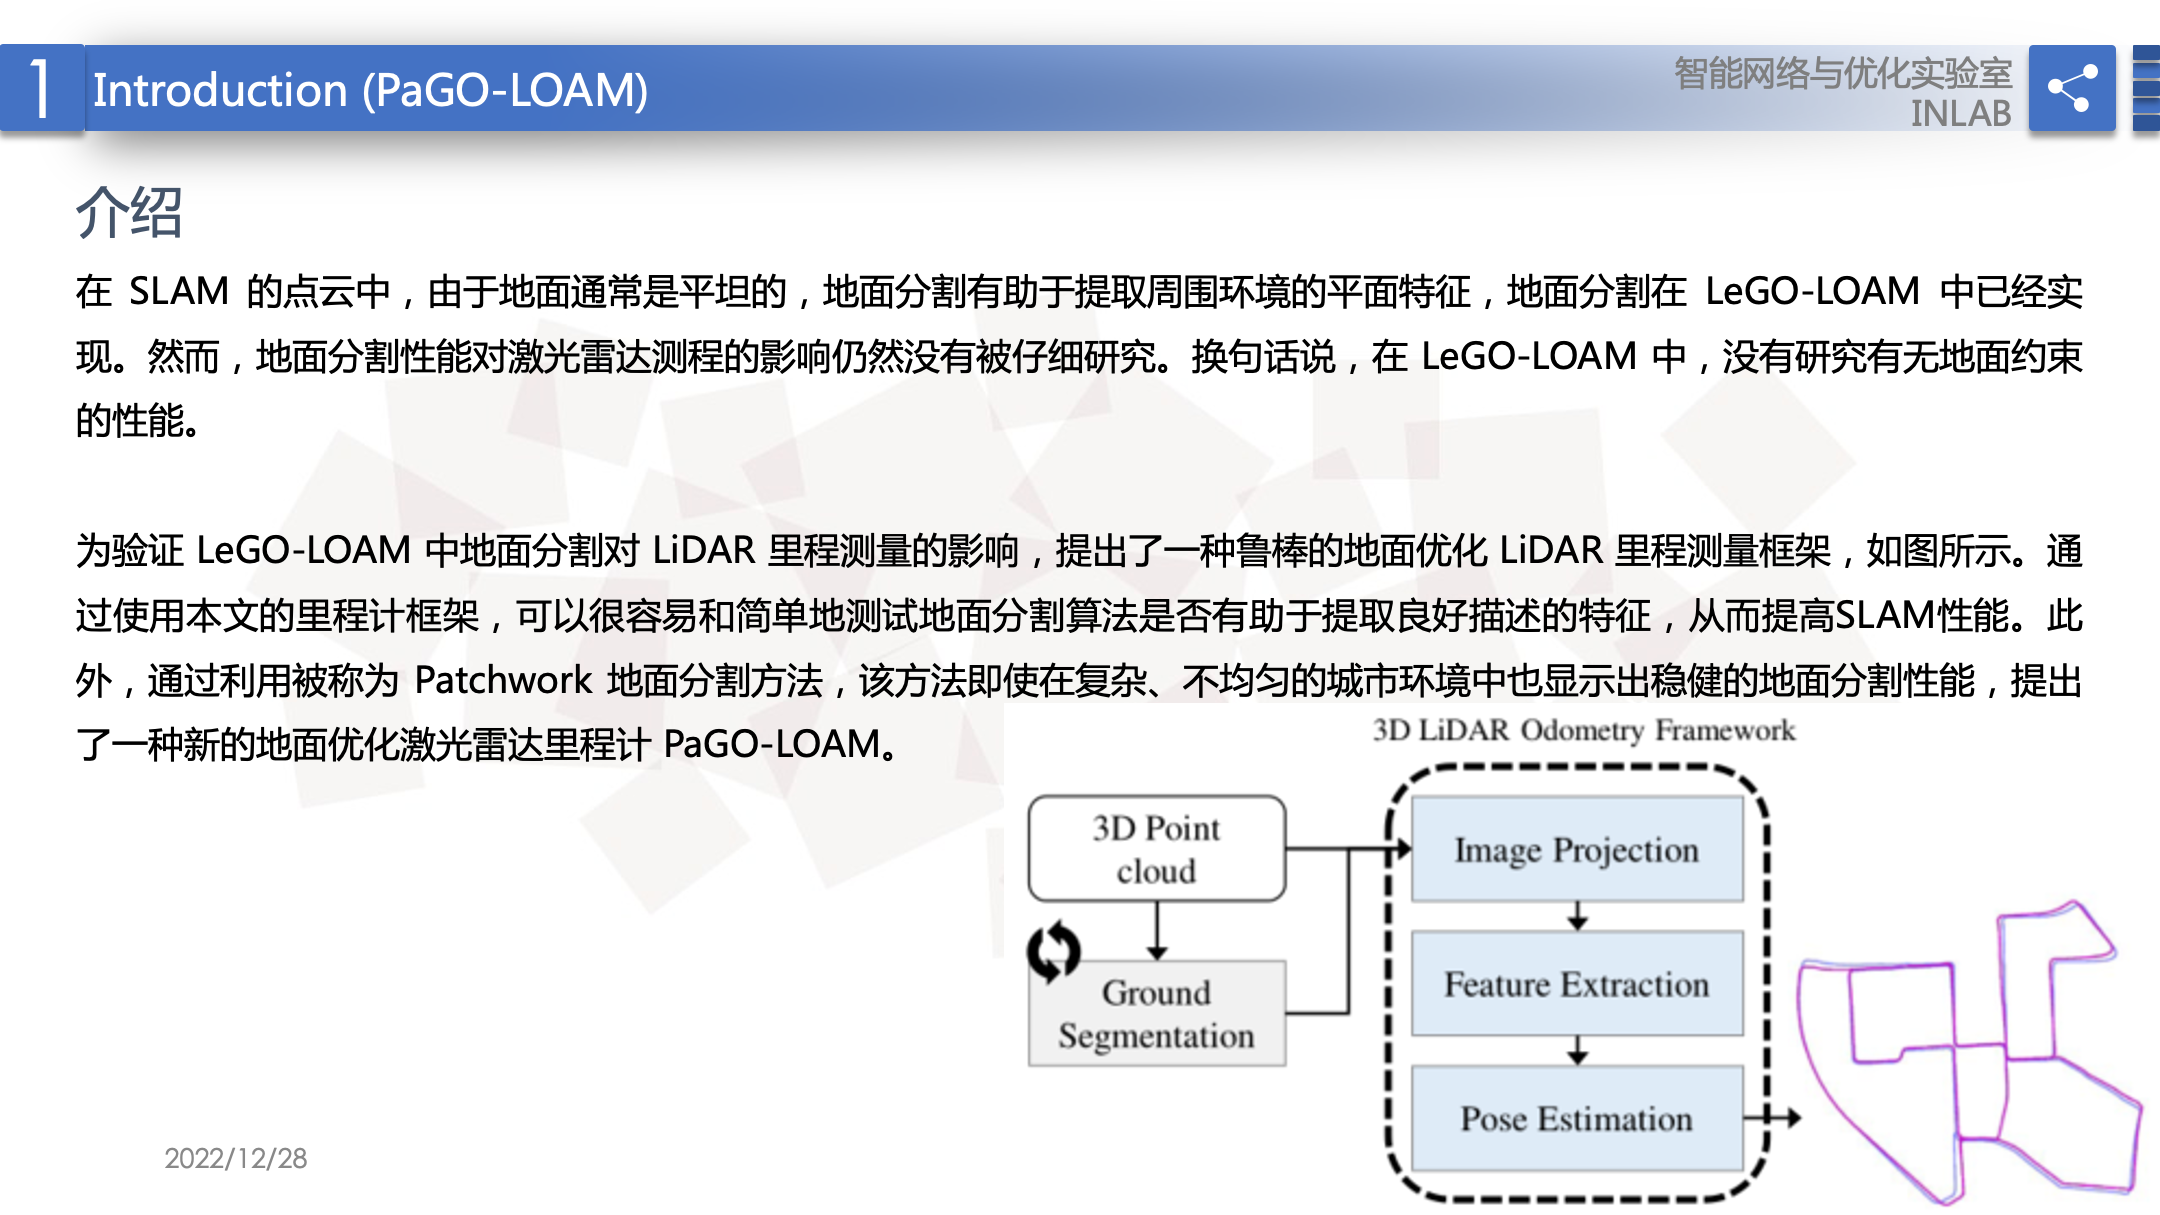 1
Introduction (PaGO-LOAM)
智能网络与优化实验室
INLAB
介绍
在 SLAM 的点云中，由于地面通常是平坦的，地面分割有助于提取周围环境的平面特征，地面分割在 LeGO-LOAM 中已经实
现。然而，地面分割性能对激光雷达测程的影响仍然没有被仔细研究。换句话说，在 LeGO-LOAM 中，没有研究有无地面约束
的性能。
为验证 LeGO-LOAM 中地面分割对 LiDAR 里程测量的影响，提出了一种鲁棒的地面优化 LiDAR 里程测量框架，如图所示。通
过使用本文的里程计框架，可以很容易和简单地测试地面分割算法是否有助于提取良好描述的特征，从而提高SLAM性能。此
外，通过利用被称为 Patchwork 地面分割方法，该方法即使在复杂、不均匀的城市环境中也显示出稳健的地面分割性能，提出
了一种新的地面优化激光雷达里程计 PaGO-LOAM。
3D LiDAR Odometry Framework
3D Point
cloud
Ground
Segmentation
Image Projection
Feature Extraction
Pose Estimation
2022/12/28